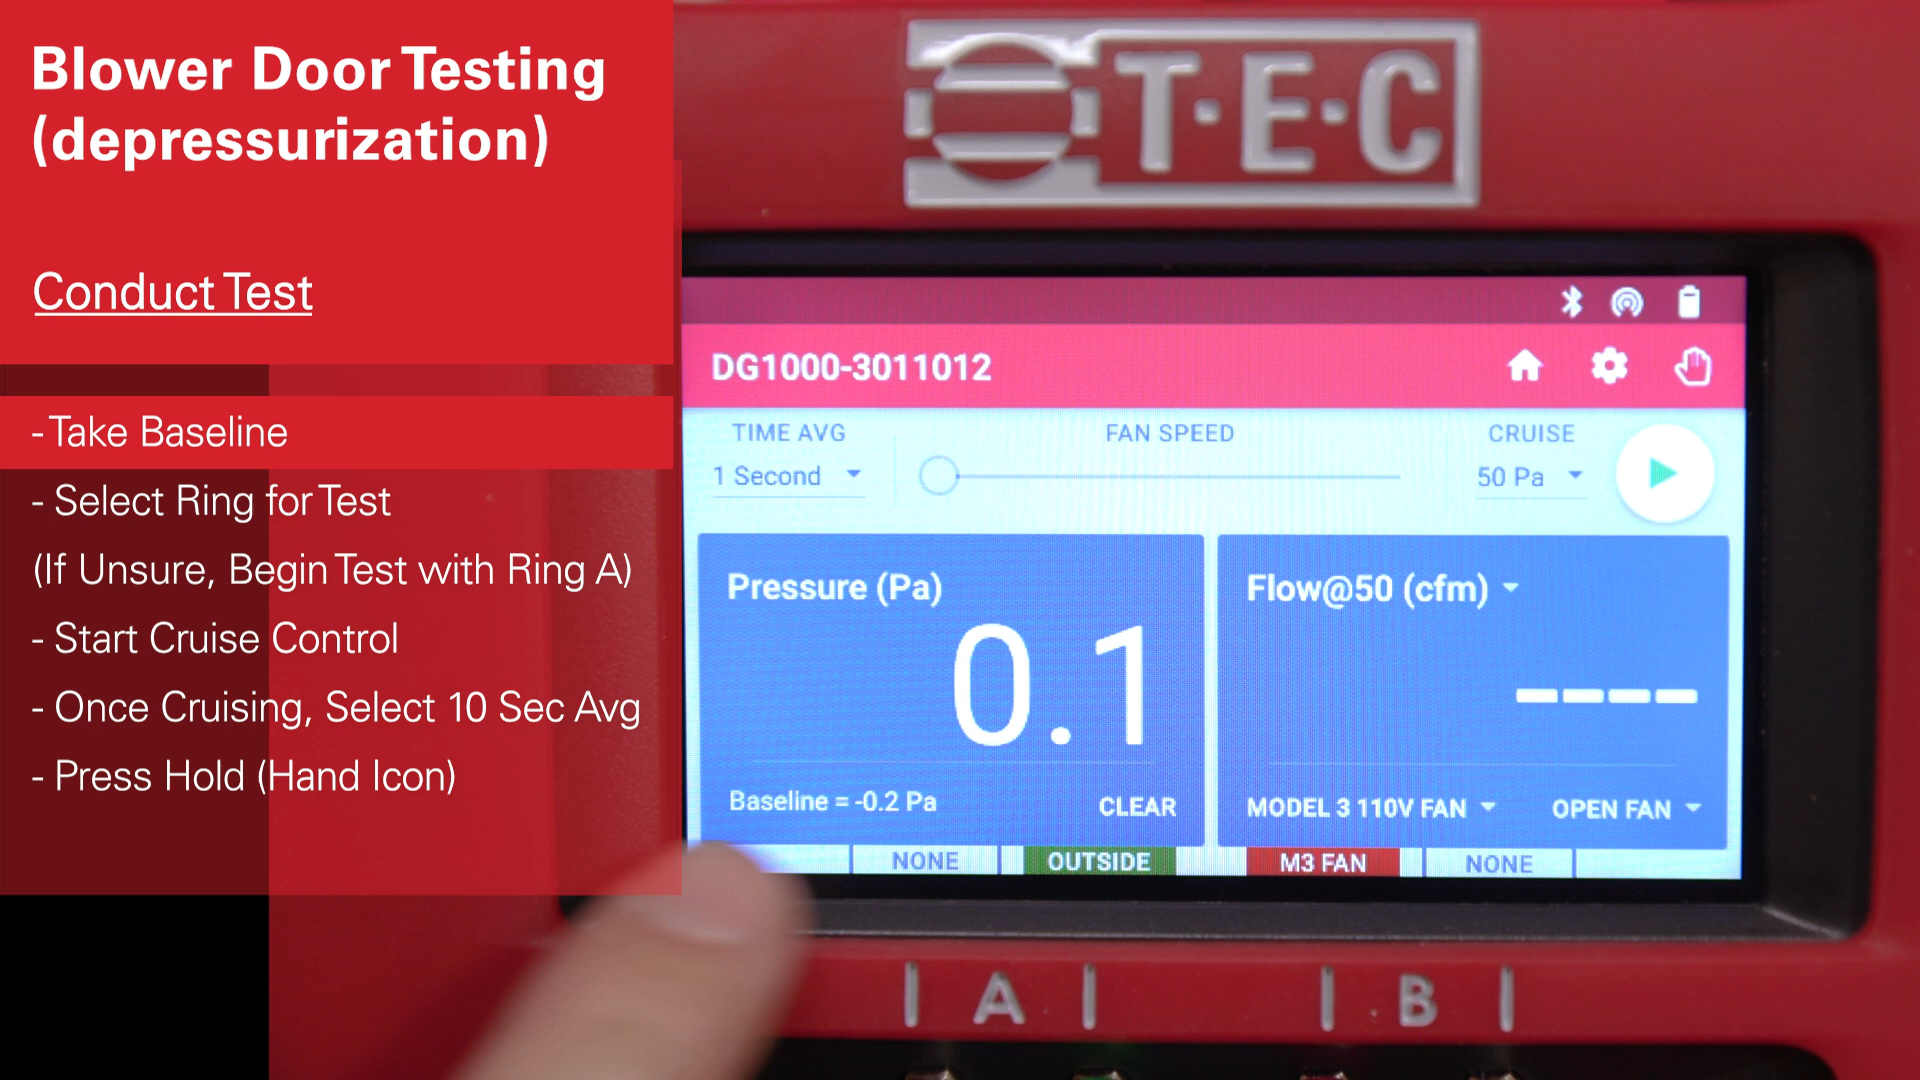 Blower Door Testing
(depressurization)
Conduct Test
- Take Baseline
- Select Ring for Test
(If Unsure, Begin Test with Ring A)
- Start Cruise Control
- Once Cruising, Select 10 Sec Avg
- Press Hold (Hand Icon)
T·E·C
DG1000-3011012
TIME AVG
FAN SPEED
CRUISE
1 Second
50 Pa
Pressure (Pa)
0.1
Baseline = -0.2 Pa
CLEAR
Flow@50 (cfm)
----
MODEL 3 110V FAN
OPEN FAN
NONE
OUTSIDE
M3 FAN
NONE
A
B